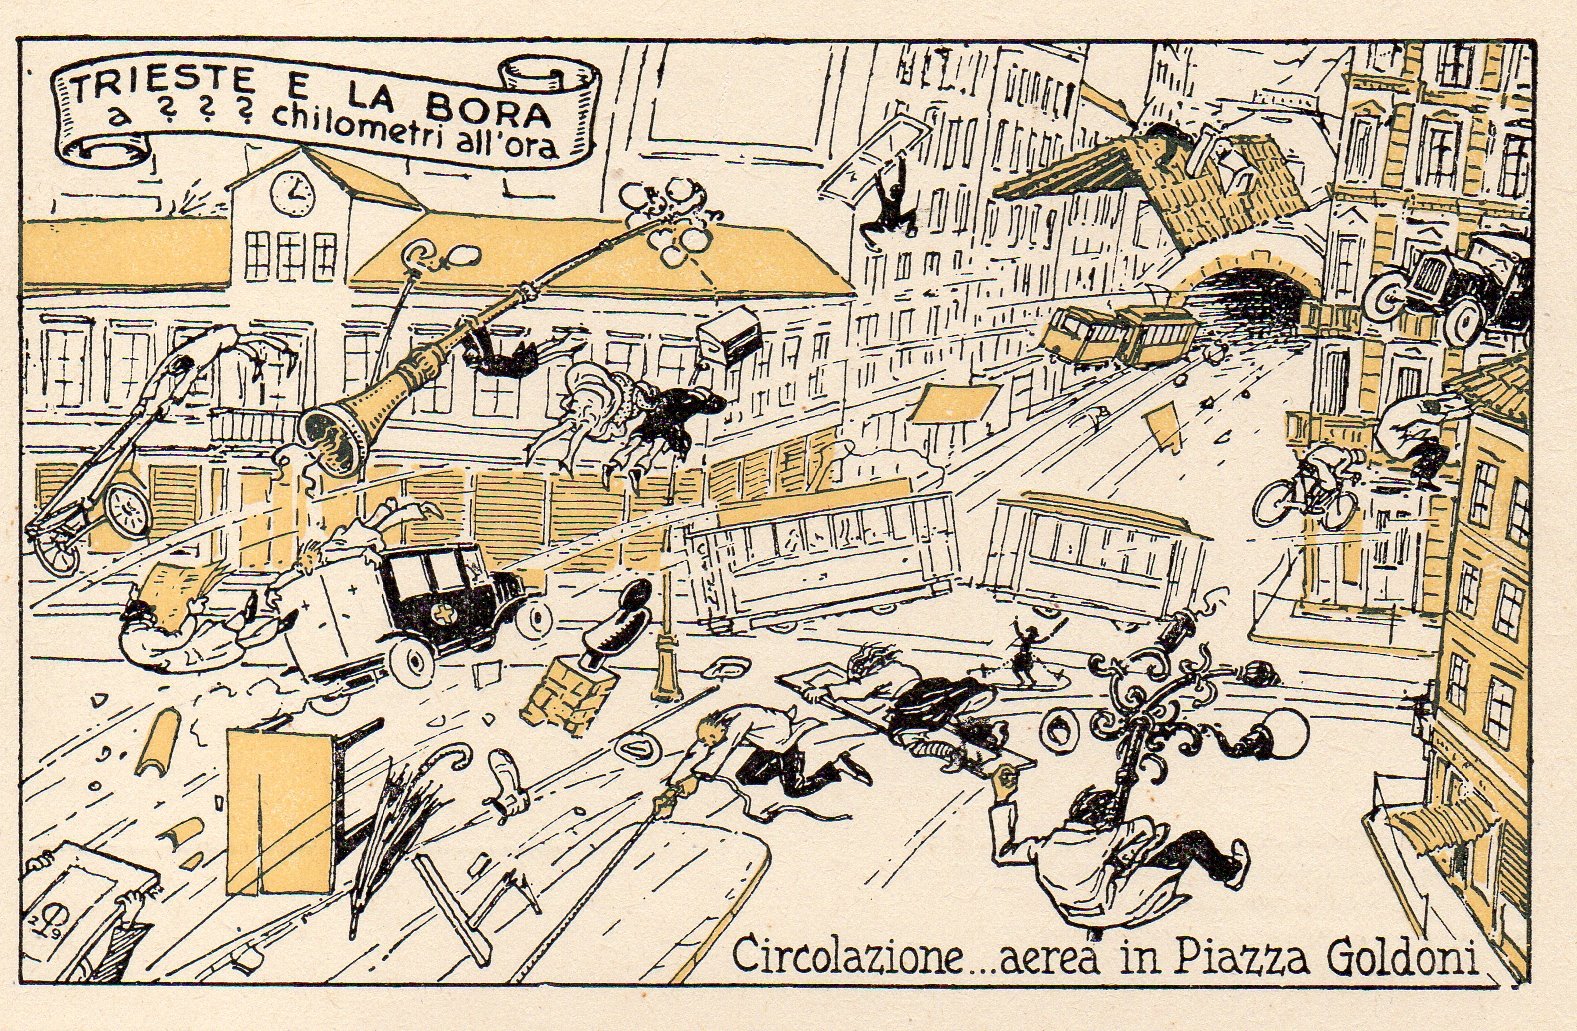 TRIESTE E LA BORA
a ? ? ? chilometri all'ora
Circolazione...aerea in Piazza Goldoni